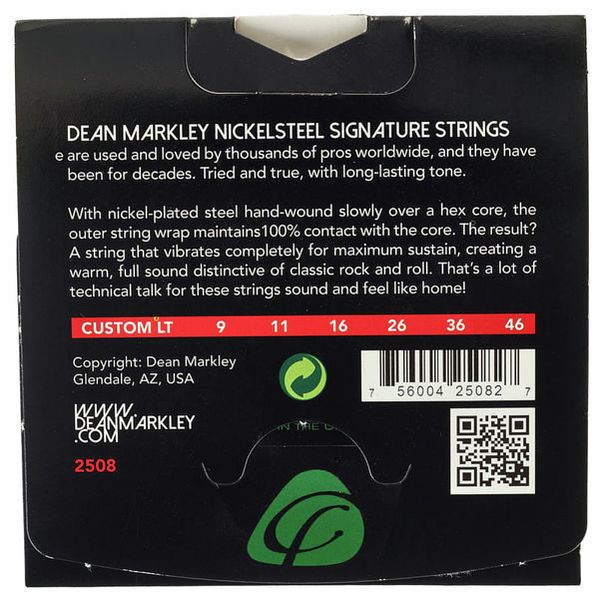 DEAN MARKLEY NICKELSTEEL SIGNATURE STRINGS
e are used and loved by thousands of pros worldwide, and they have
been for decades. Tried and true, with long-lasting tone.
With nickel-plated steel hand-wound slowly over a hex core, the
outer string wrap maintains100% contact with the core. The result?
A string that vibrates completely for maximum sustain, creating a
warm, full sound distinctive of classic rock and roll. That's a lot of
technical talk for these strings sound and feel like home!
CUSTOM LT 9 11 16 26 36 46
Copyright: Dean Markley
Glendale, AZ, USA
7 56004 25082 7
WWW.
DEANMARKLEY
.COM
IN THE
2508